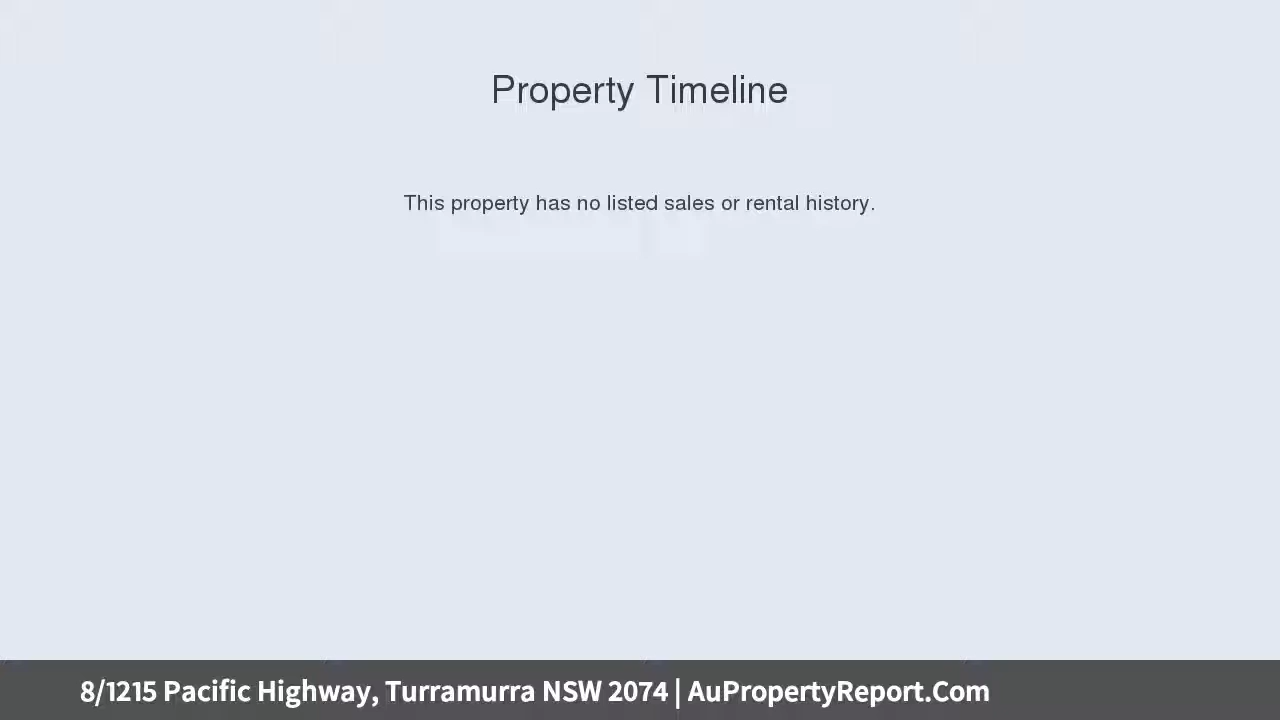 Property Timeline
This property has no listed sales or rental history.
8/1215 Pacific Highway, Turramurra NSW 2074 | AuPropertyReport.Com